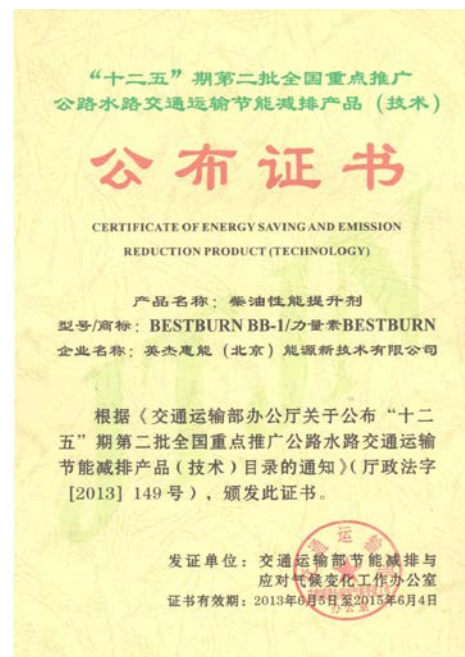 “十二五”期第二批全国重点推广
公路水路交通运输节能减排产品（技术）
公布证书
CERTIFICATE OF ENERGY SAVING AND EMISSION
REDUCTION PRODUCT (TECHNOLOGY)
产品名称：柴油性能提升剂
型号/商标：BESTBURN BB-1/力量素BESTBURN
企业名称：英杰惠能（北京）能源新技术有限公司
根据《交通运输部办公厅关于公布“十二
五”期第二批全国重点推广公路水路交通运输
节能减排产品（技术）目录的通知》（厅政法字
[2013] 149号），颁发此证书。
发证单位：交通运输部节能减排与
应对气候变化工作办公室
证书有效期：2013年6月5日至2015年6月4日
交通运输部
办公室